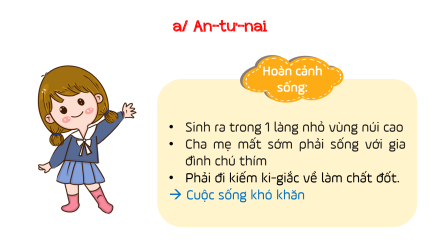 a/ An-tư-nai
Hoàn cảnh
sống:
• Sinh ra trong 1 làng nhỏ vùng núi cao
• Cha mẹ mất sớm phải sống với gia
đình chú thím
• Phải đi kiếm ki-giắc về làm chất đốt.
→ Cuộc sống khó khăn